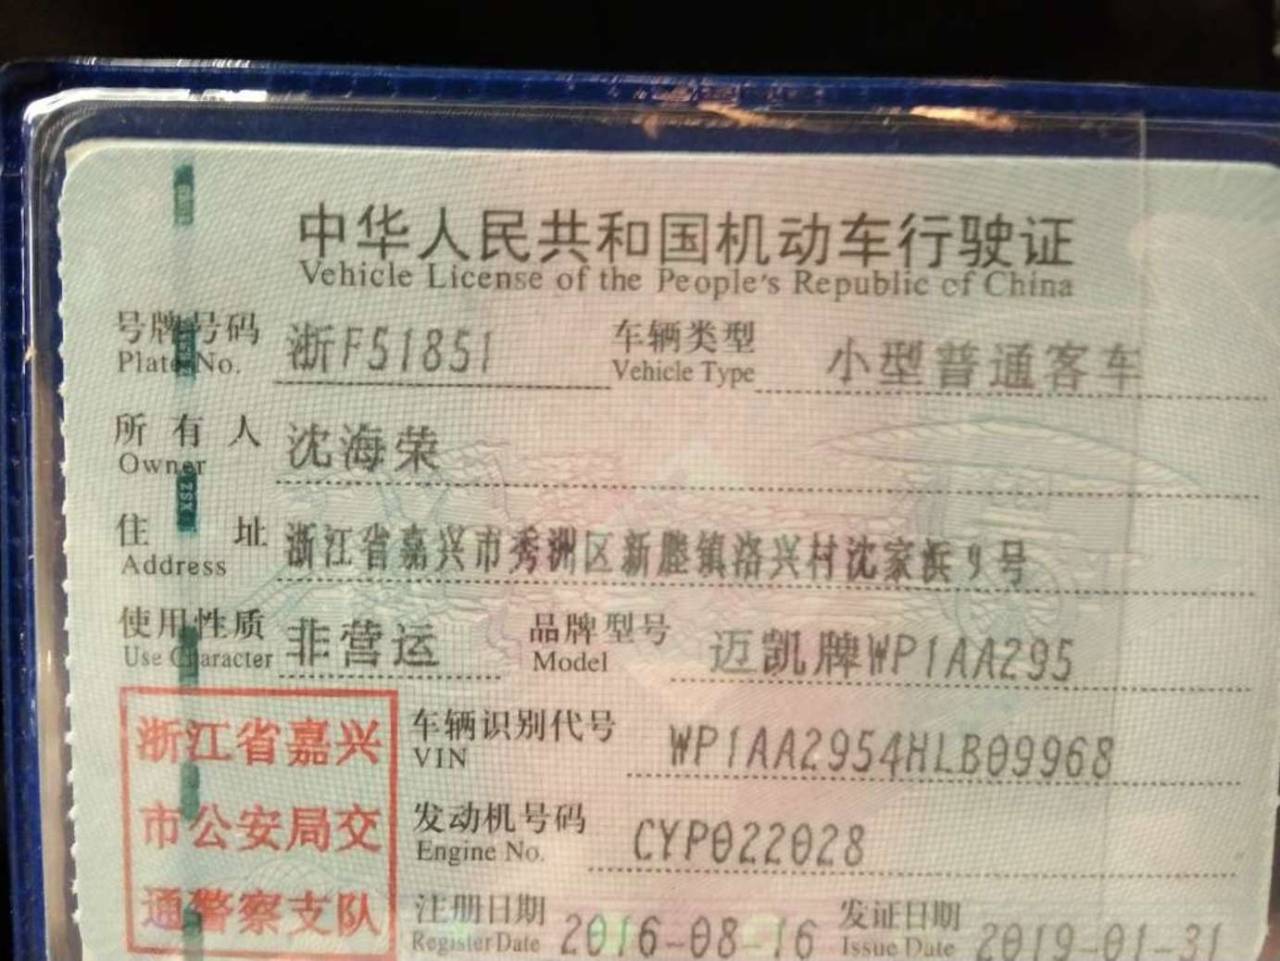 中华人民共和国机动车行驶证
Vehicle License of the People's Republic of China
号牌号码 浙F51851 车辆类型 小型普通客车
Plate No. Vehicle Type
所有人 沈海荣
Owner
住址 浙江省嘉兴市秀洲区新塍镇洛兴村沈家浜9号
Address
使用性质 非营运 品牌型号 迈凯牌WP1AA295
Use Character Model
浙江省嘉兴 车辆识别代号 WP1AA2954HLB09968
VIN
市公安局交 发动机号码 CYP022028
Engine No.
通警察支队 注册日期 2016-08-16 发证日期 2019-01-31
Register Date Issue Date
XSZ